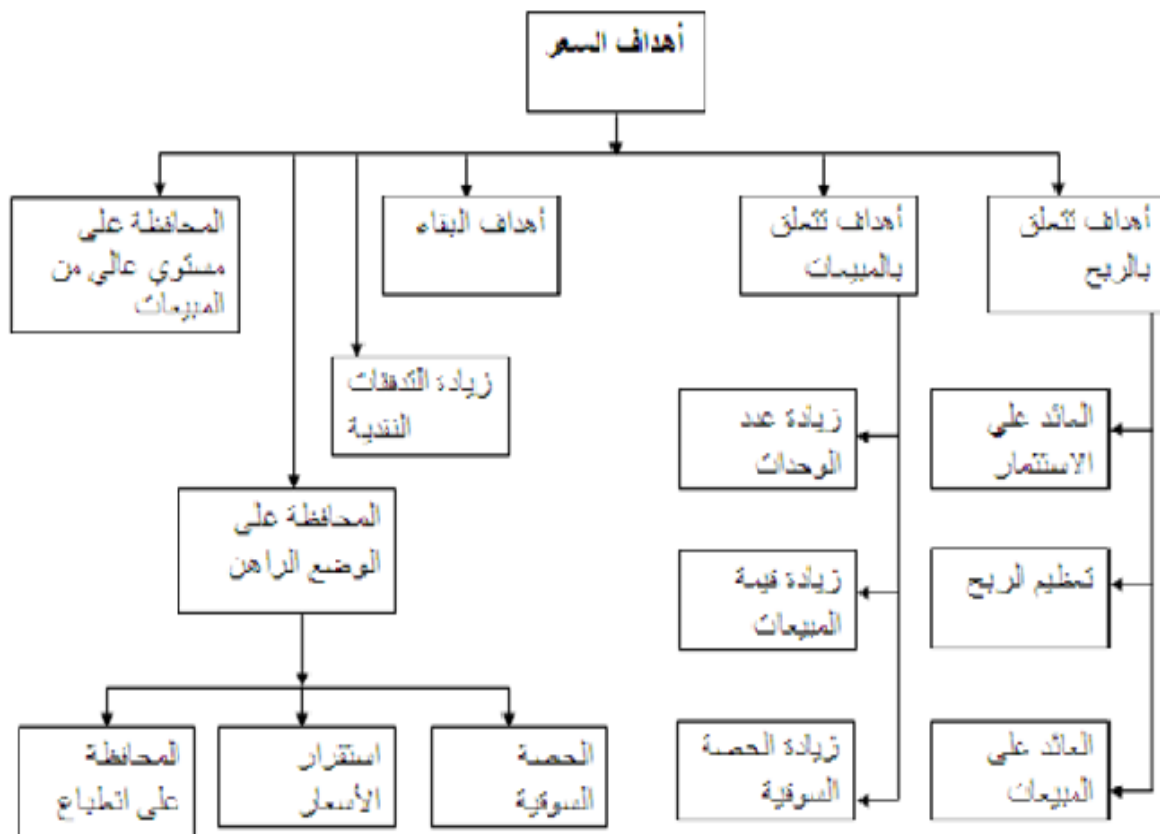 أهداف السعر
أهداف تتعلق
بالربح
أهداف تتعلق
بالمبيعات
أهداف البقاء
المحافظة على
مستوي عالي من
المبيعات
زيادة التدفقات
النقدية
العائد علي
الاستثمار
زيادة عدد
الوحدات
المحافظة على
الوضع الراهن
تعظيم الربح
زيادة قيمة
المبيعات
العائد على
المبيعات
زيادة الحصة
السوقية
الحصة
السوقية
استقرار
الأسعار
المحافظة
على انطباع